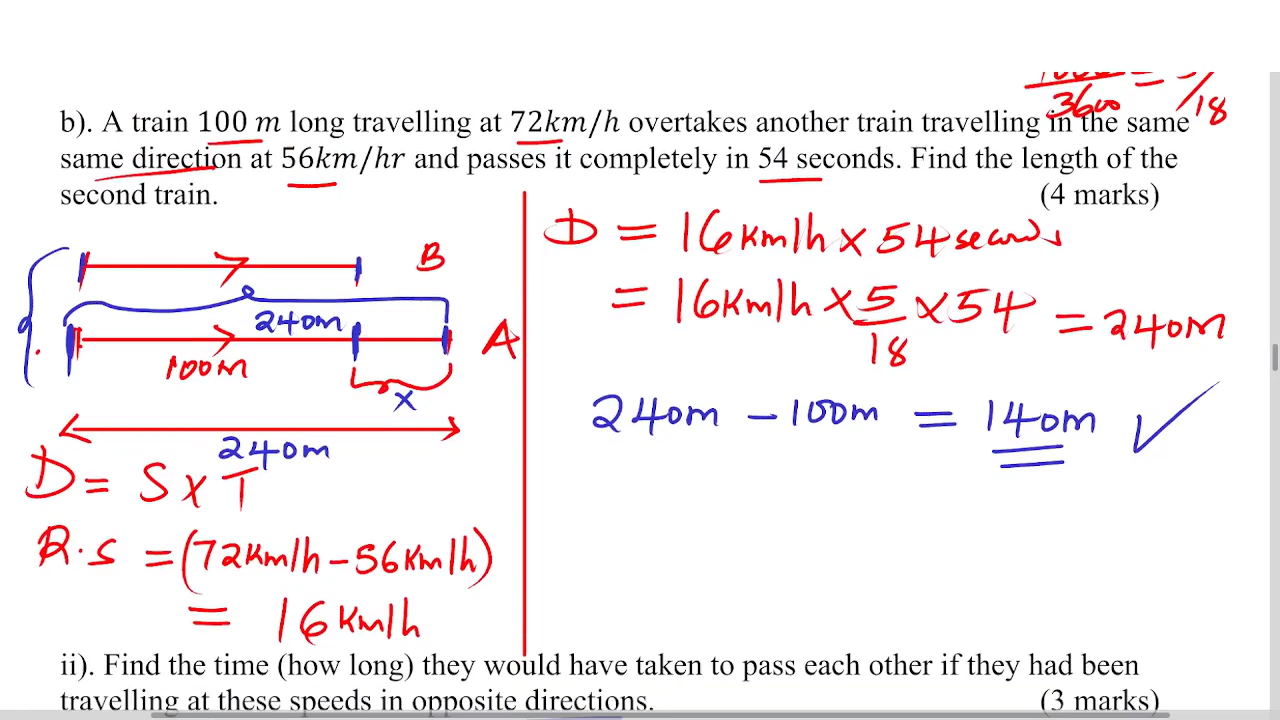 1000
3600 = 5/18
b). A train 100 m long travelling at 72km/h overtakes another train travelling in the same
same direction at 56km/hr and passes it completely in 54 seconds. Find the length of the
second train. (4 marks)
B
240m
A
100m
x
240m
D = S x T
R.S = (72km/h - 56km/h)
= 16km/h
D = 16km/h x 54 seconds
= 16km/h x 5/18 x 54 = 240m
240m - 100m = 140m ✓
ii). Find the time (how long) they would have taken to pass each other if they had been
travelling at these speeds in opposite directions. (3 marks)